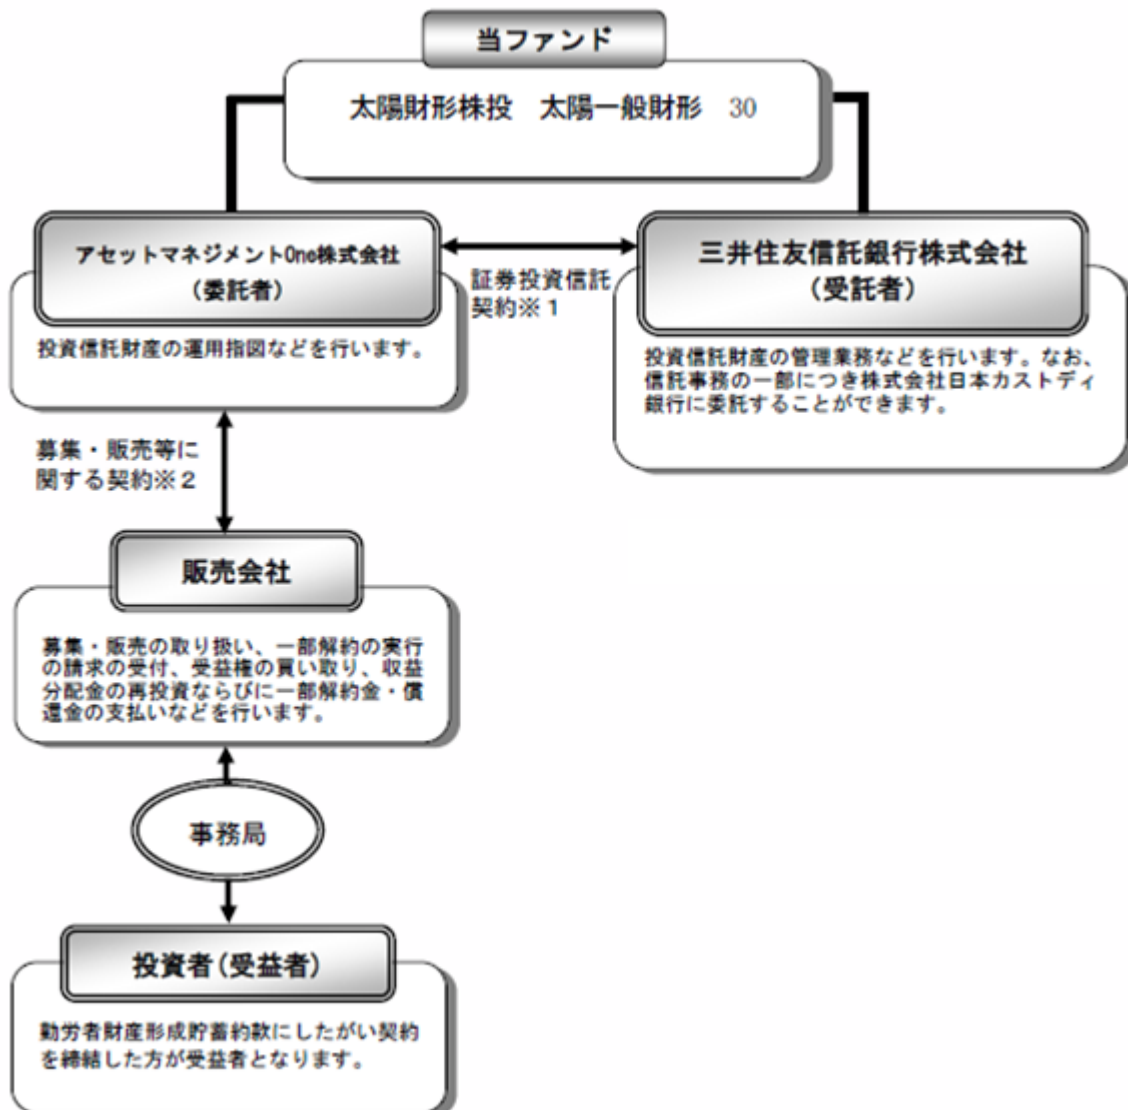 当ファンド
太陽財形株投　太陽一般財形　30
アセットマネジメントOne株式会社
（委託者）
投資信託財産の運用指図などを行います。
証券投資信託
契約※１
三井住友信託銀行株式会社
（受託者）
投資信託財産の管理業務などを行います。なお、
信託事務の一部につき株式会社日本カストディ
銀行に委託することができます。
募集・販売等に
関する契約※２
販売会社
募集・販売の取り扱い、一部解約の実行
の請求の受付、受益権の買い取り、収益
分配金の再投資ならびに一部解約金・償
還金の支払いなどを行います。
事務局
投資者(受益者)
勤労者財産形成貯蓄約款にしたがい契約
を締結した方が受益者となります。